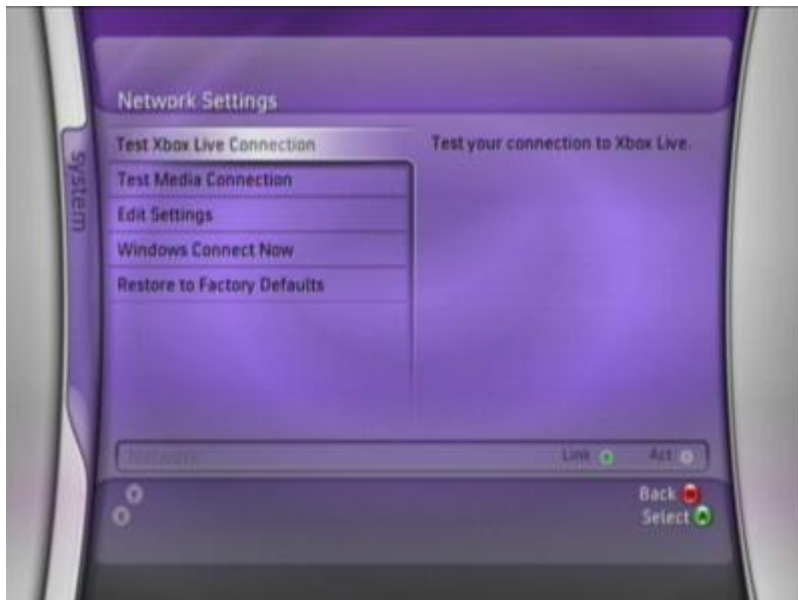 Network Settings
system
Test Xbox Live Connection
Test your connection to Xbox Live.
Test Media Connection
Edit Settings
Windows Connect Now
Restore to Factory Defaults
Network
Link
Act
Back
Select